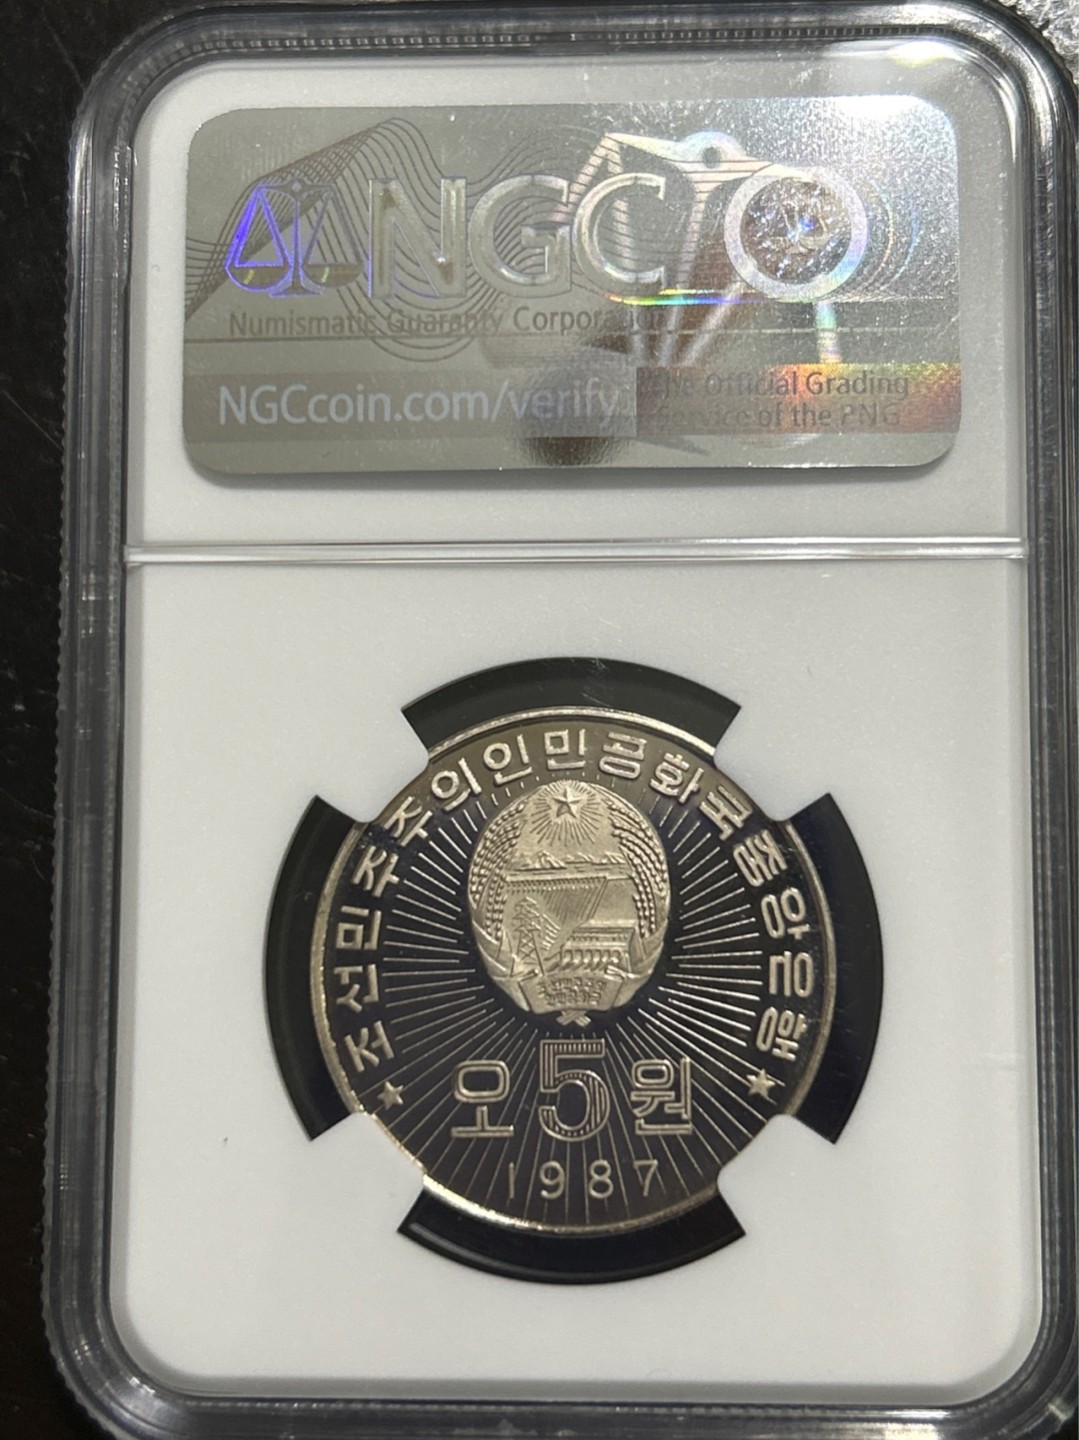 NGC
Numismatic Guaranty Corporation
NGCcoin.com/verify
The Official Grading
Service of the PNG
조선민주주의인민공화국중앙은행
오 5 원
1987